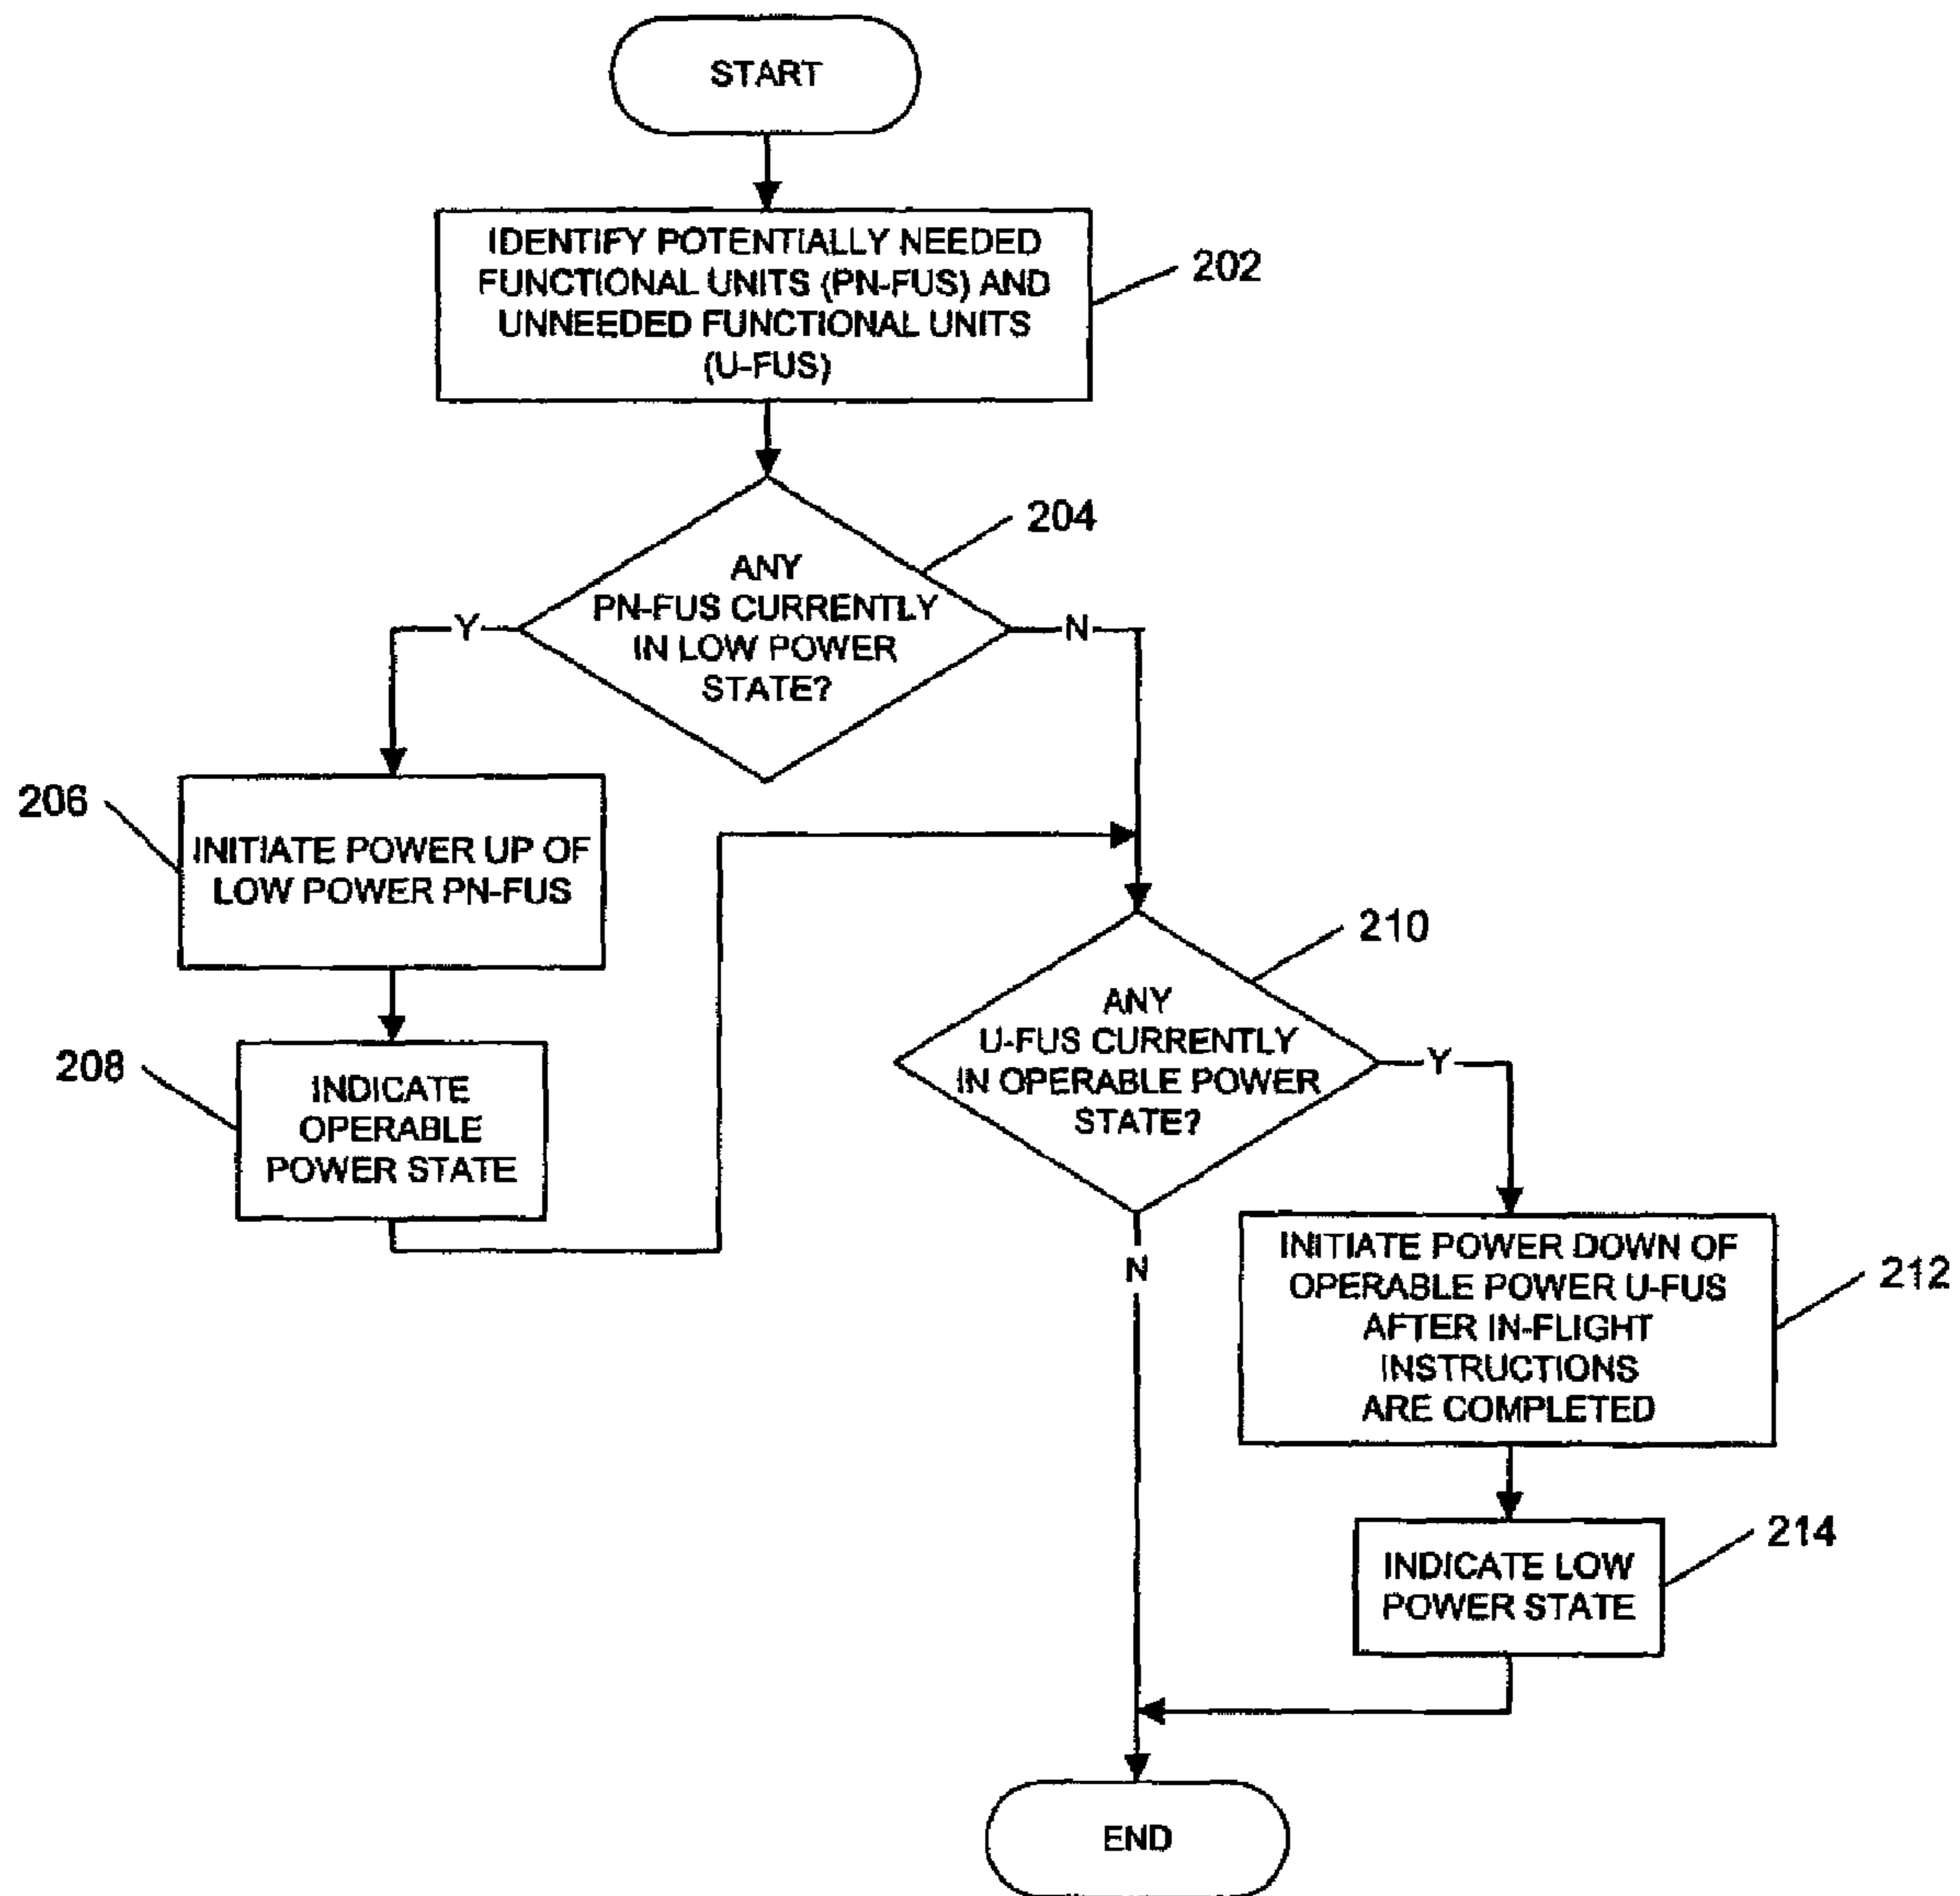 START
IDENTIFY POTENTIALLY NEEDED
FUNCTIONAL UNITS (PN-FUS) AND
UNNEEDED FUNCTIONAL UNITS
(U-FUS)
202
204
ANY
PN-FUS CURRENTLY
IN LOW POWER
STATE?
Y
N
206
INITIATE POWER UP OF
LOW POWER PN-FUS
208
INDICATE
OPERABLE
POWER STATE
210
ANY
U-FUS CURRENTLY
IN OPERABLE POWER
STATE?
Y
N
INITIATE POWER DOWN OF
OPERABLE POWER U-FUS
AFTER IN-FLIGHT
INSTRUCTIONS
ARE COMPLETED
212
214
INDICATE LOW
POWER STATE
END